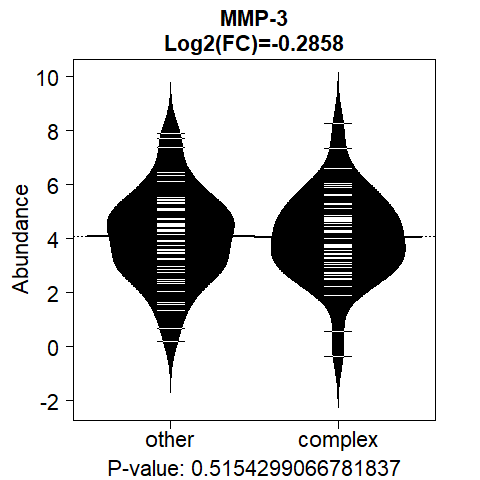 MMP-3
Log2(FC)=-0.2858
Abundance
10
8
6
4
2
0
-2
other complex
P-value: 0.5154299066781837